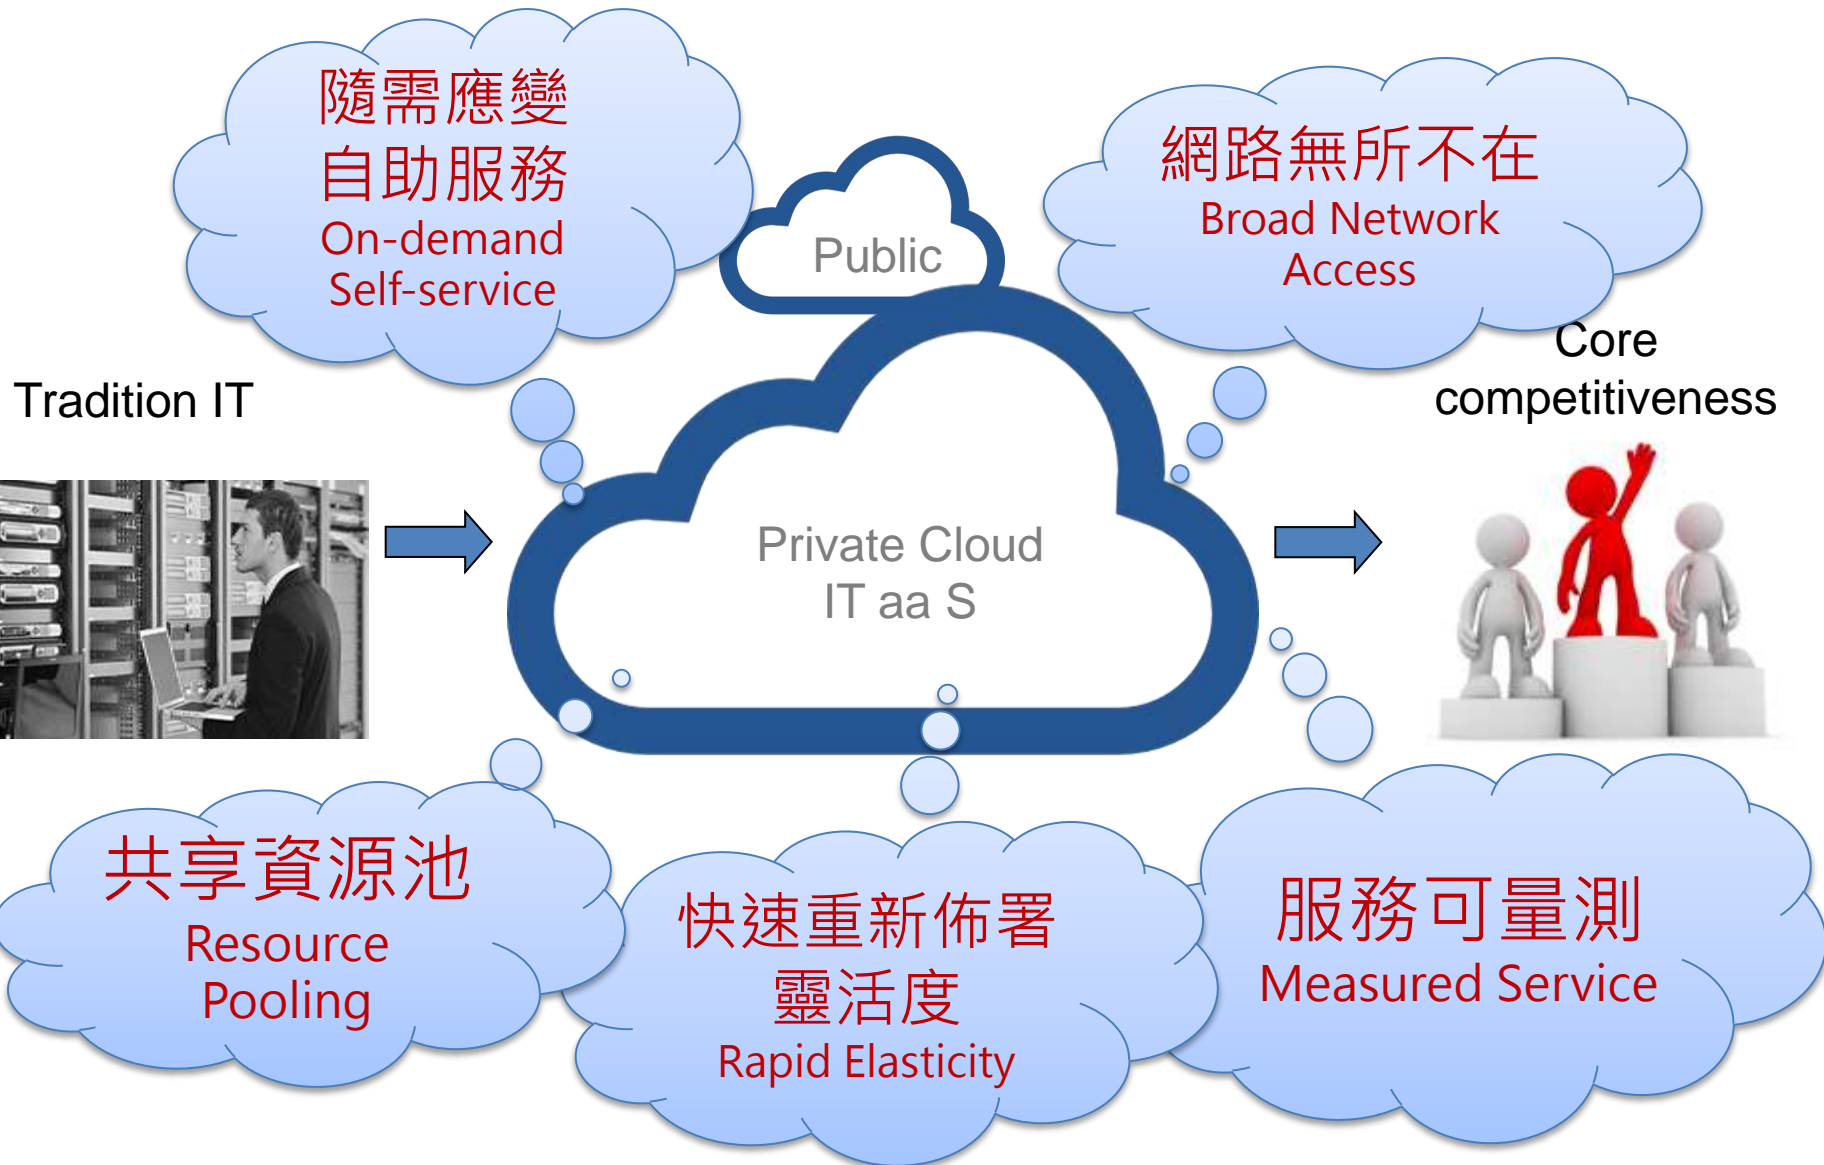 隨需應變
自助服務
On-demand
Self-service
網路無所不在
Broad Network
Access
Public
Tradition IT
Core
competitiveness
Private Cloud
IT aa S
共享資源池
Resource
Pooling
快速重新佈署
靈活度
Rapid Elasticity
服務可量測
Measured Service